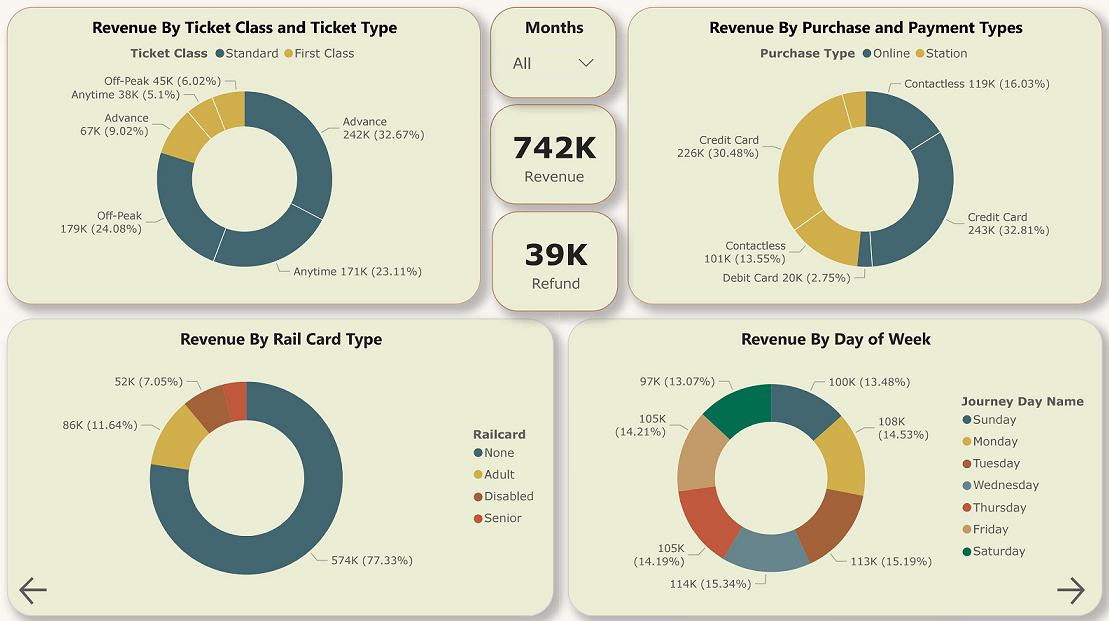 Revenue By Ticket Class and Ticket Type
Ticket Class Standard First Class
Off-Peak 45K (6.02%)
Anytime 38K (5.1%)
Advance
67K (9.02%)
Advance
242K (32.67%)
Off-Peak
179K (24.08%)
Anytime 171K (23.11%)
Months
All
742K
Revenue
39K
Refund
Revenue By Purchase and Payment Types
Purchase Type Online Station
Contactless 119K (16.03%)
Credit Card
226K (30.48%)
Credit Card
243K (32.81%)
Contactless
101K (13.55%)
Debit Card 20K (2.75%)
Revenue By Rail Card Type
52K (7.05%)
86K (11.64%)
574K (77.33%)
Railcard
None
Adult
Disabled
Senior
Revenue By Day of Week
97K (13.07%)
100K (13.48%)
105K
(14.21%)
108K
(14.53%)
105K
(14.19%)
113K (15.19%)
114K (15.34%)
Journey Day Name
Sunday
Monday
Tuesday
Wednesday
Thursday
Friday
Saturday